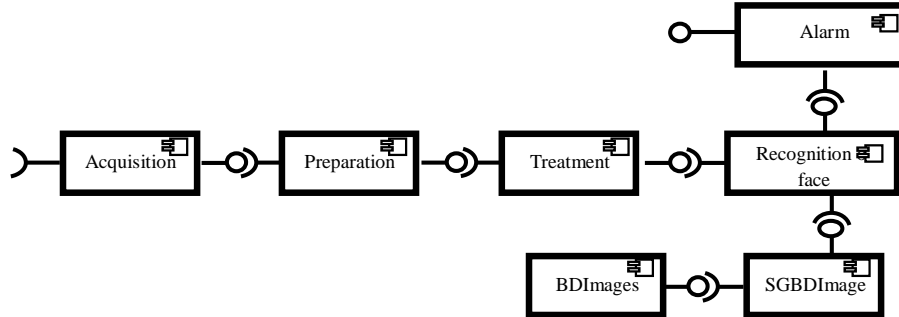 Alarm
Acquisition
Preparation
Treatment
Recognition
face
BDImages
SGBDImage